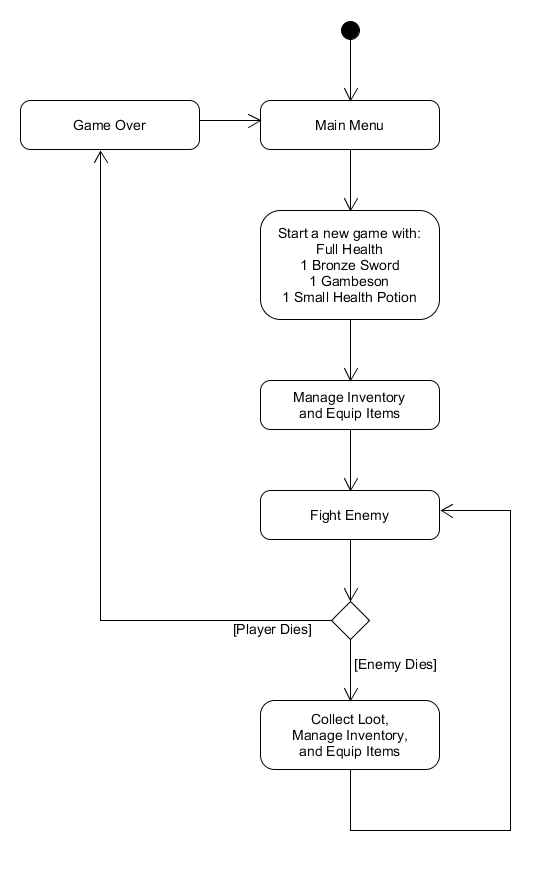 Game Over
Main Menu
Start a new game with:
Full Health
1 Bronze Sword
1 Gambeson
1 Small Health Potion
Manage Inventory
and Equip Items
Fight Enemy
[Player Dies]
[Enemy Dies]
Collect Loot,
Manage Inventory,
and Equip Items